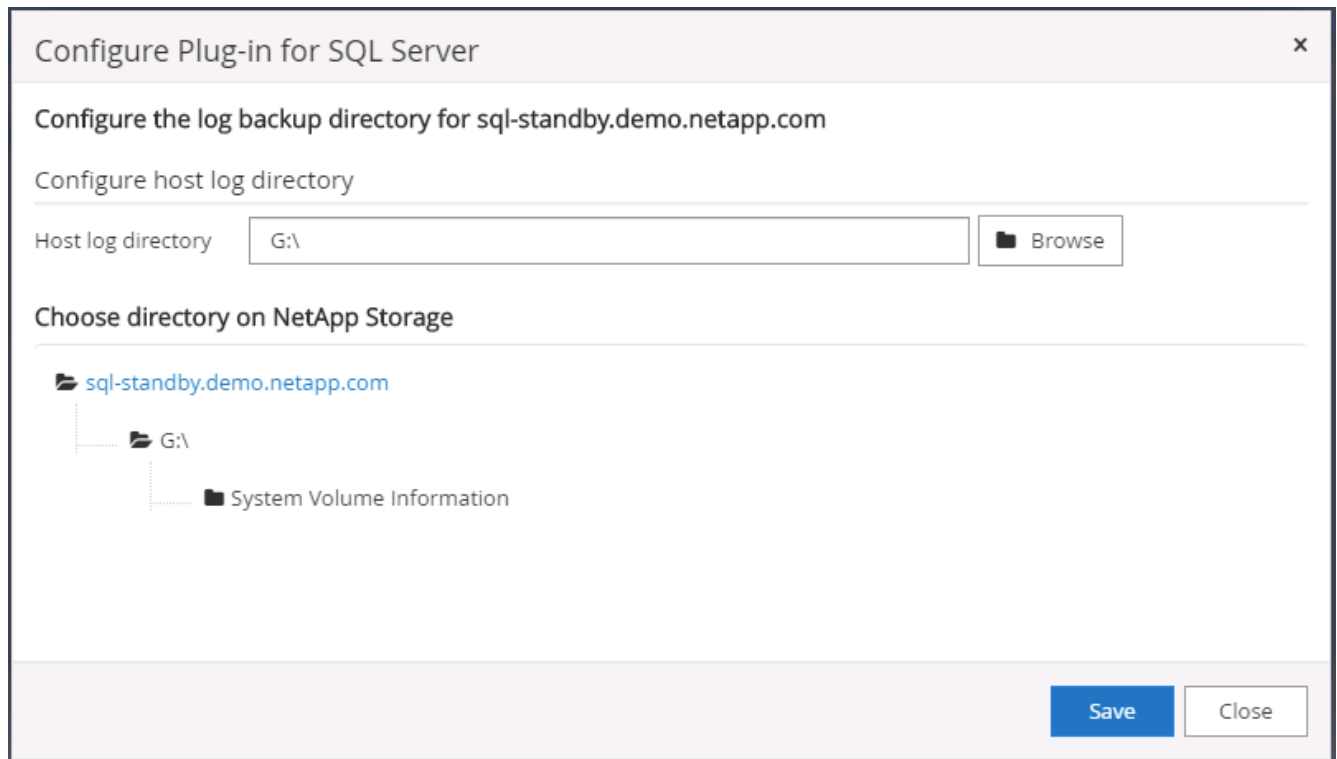 Configure Plug-in for SQL Server
×
Configure the log backup directory for sql-standby.demo.netapp.com
Configure host log directory
Host log directory G:\ Browse
Choose directory on NetApp Storage
sql-standby.demo.netapp.com
G:\
System Volume Information
Save Close